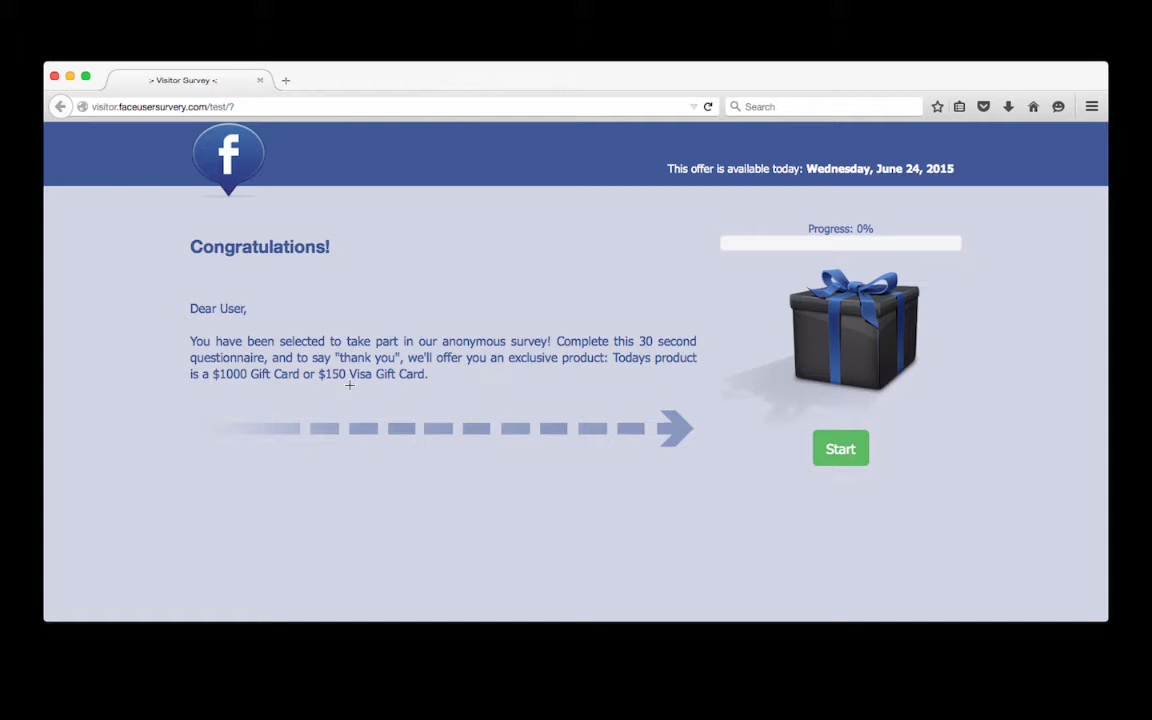 > Visitor Survey <
visitor.faceusersurvery.com/test/?
Search
f
This offer is available today: Wednesday, June 24, 2015
Progress: 0%
Congratulations!
Dear User,
You have been selected to take part in our anonymous survey! Complete this 30 second
questionnaire, and to say "thank you", we'll offer you an exclusive product: Todays product
is a $1000 Gift Card or $150 Visa Gift Card.
Start